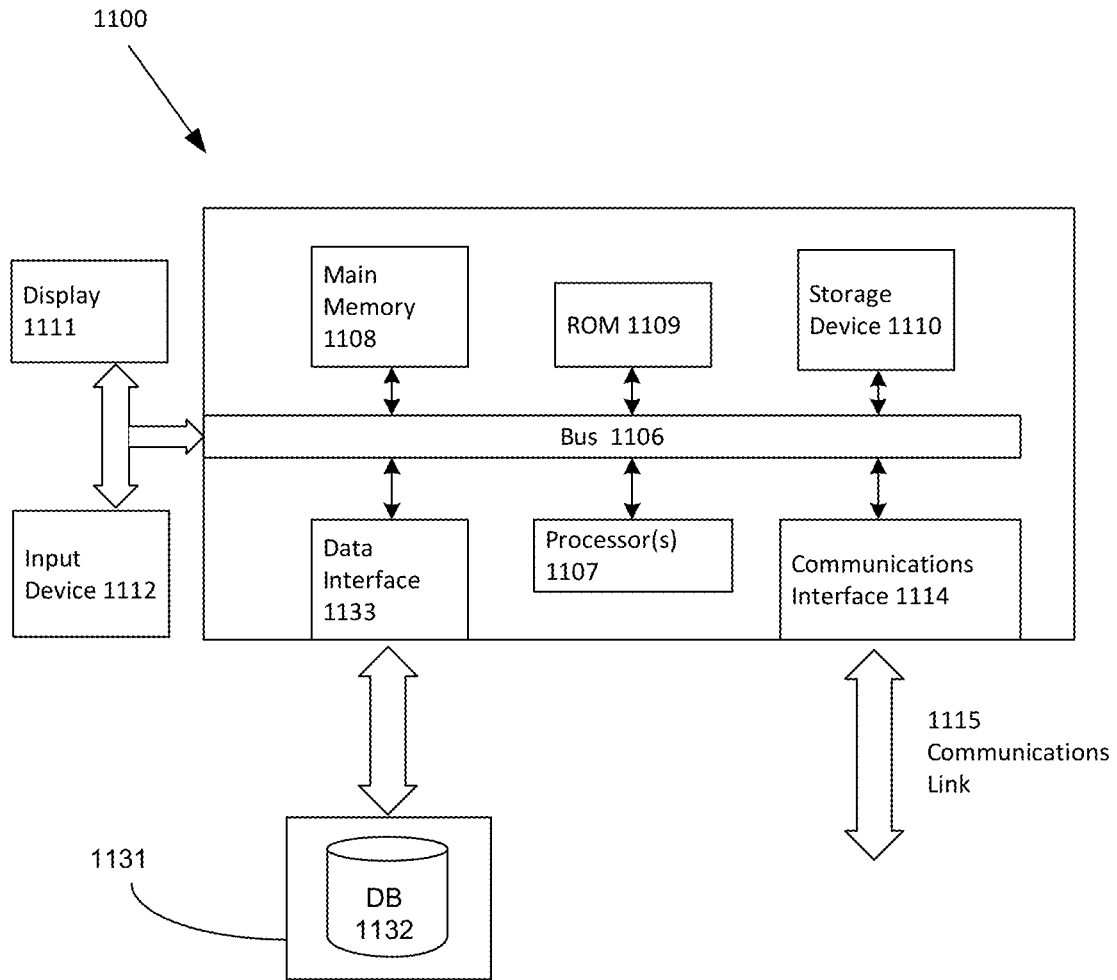 1100
Display
1111
Main
Memory
1108
ROM 1109
Storage
Device 1110
Bus 1106
Input
Device 1112
Data
Interface
1133
Processor(s)
1107
Communications
Interface 1114
1115
Communications
Link
1131
DB
1132